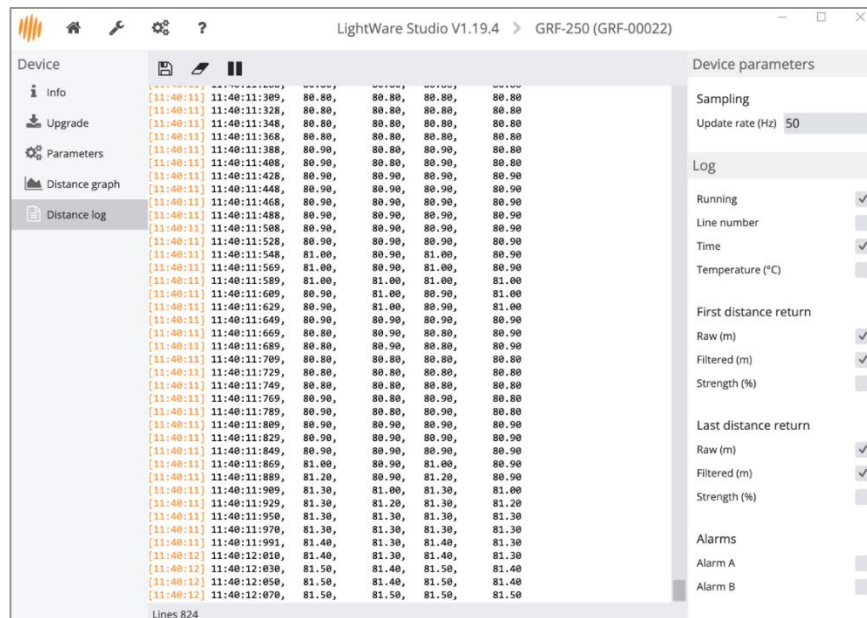 ?
LightWare Studio V1.19.4 > GRF-250 (GRF-00022)
Device
Info
Upgrade
Parameters
Distance graph
Distance log
[11:40:11] 11:40:11:309, 80.80, 80.80, 80.80, 80.80
[11:40:11] 11:40:11:328, 80.80, 80.80, 80.80, 80.80
[11:40:11] 11:40:11:348, 80.80, 80.80, 80.80, 80.80
[11:40:11] 11:40:11:368, 80.80, 80.80, 80.80, 80.80
[11:40:11] 11:40:11:388, 80.90, 80.80, 80.90, 80.80
[11:40:11] 11:40:11:408, 80.90, 80.80, 80.90, 80.80
[11:40:11] 11:40:11:428, 80.90, 80.90, 80.90, 80.90
[11:40:11] 11:40:11:448, 80.90, 80.90, 80.90, 80.90
[11:40:11] 11:40:11:468, 80.90, 80.90, 80.90, 80.90
[11:40:11] 11:40:11:488, 80.90, 80.90, 80.90, 80.90
[11:40:11] 11:40:11:508, 80.90, 80.90, 80.90, 80.90
[11:40:11] 11:40:11:528, 80.90, 80.90, 80.90, 80.90
[11:40:11] 11:40:11:548, 81.00, 80.90, 81.00, 80.90
[11:40:11] 11:40:11:569, 81.00, 80.90, 81.00, 80.90
[11:40:11] 11:40:11:589, 81.00, 81.00, 81.00, 81.00
[11:40:11] 11:40:11:609, 80.90, 81.00, 80.90, 81.00
[11:40:11] 11:40:11:629, 80.90, 81.00, 80.90, 81.00
[11:40:11] 11:40:11:649, 80.90, 80.90, 80.90, 80.90
[11:40:11] 11:40:11:669, 80.80, 80.90, 80.80, 80.90
[11:40:11] 11:40:11:689, 80.80, 80.90, 80.80, 80.90
[11:40:11] 11:40:11:709, 80.80, 80.80, 80.80, 80.80
[11:40:11] 11:40:11:729, 80.80, 80.80, 80.80, 80.80
[11:40:11] 11:40:11:749, 80.80, 80.80, 80.80, 80.80
[11:40:11] 11:40:11:769, 80.90, 80.80, 80.90, 80.80
[11:40:11] 11:40:11:789, 80.90, 80.80, 80.90, 80.80
[11:40:11] 11:40:11:809, 80.90, 80.90, 80.90, 80.90
[11:40:11] 11:40:11:829, 80.90, 80.90, 80.90, 80.90
[11:40:11] 11:40:11:849, 80.90, 80.90, 80.90, 80.90
[11:40:11] 11:40:11:869, 81.00, 80.90, 81.00, 80.90
[11:40:11] 11:40:11:889, 81.20, 80.90, 81.20, 80.90
[11:40:11] 11:40:11:909, 81.30, 81.00, 81.30, 81.00
[11:40:11] 11:40:11:929, 81.30, 81.20, 81.30, 81.20
[11:40:11] 11:40:11:950, 81.30, 81.30, 81.30, 81.30
[11:40:11] 11:40:11:970, 81.30, 81.30, 81.30, 81.30
[11:40:11] 11:40:11:991, 81.40, 81.30, 81.40, 81.30
[11:40:12] 11:40:12:010, 81.40, 81.30, 81.40, 81.30
[11:40:12] 11:40:12:030, 81.50, 81.40, 81.50, 81.40
[11:40:12] 11:40:12:050, 81.50, 81.40, 81.50, 81.40
[11:40:12] 11:40:12:070, 81.50, 81.50, 81.50, 81.50
Lines 824
Device parameters
Sampling
Update rate (Hz) 50
Log
Running
Line number
Time
Temperature (°C)
First distance return
Raw (m)
Filtered (m)
Strength (%)
Last distance return
Raw (m)
Filtered (m)
Strength (%)
Alarms
Alarm A
Alarm B